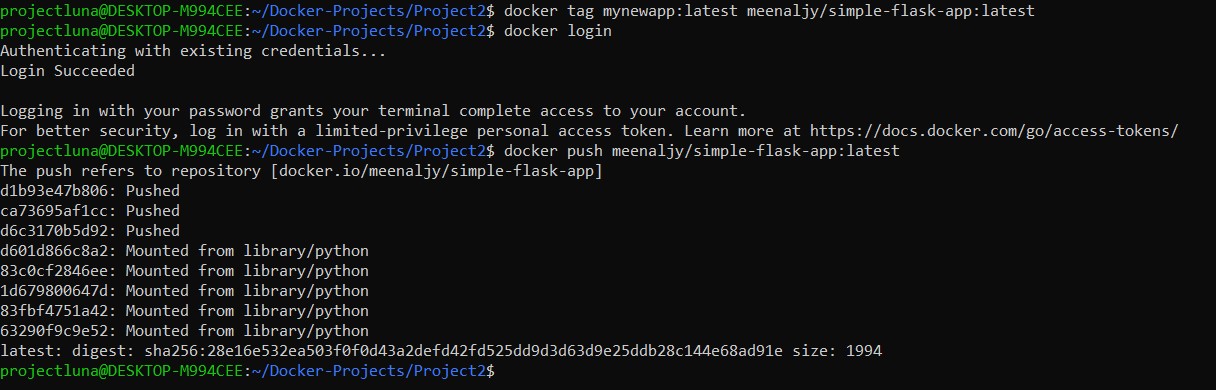 projectluna@DESKTOP-M994CEE:~/Docker-Projects/Project2$ docker tag mynewapp:latest meenaljy/simple-flask-app:latest
projectluna@DESKTOP-M994CEE:~/Docker-Projects/Project2$ docker login
Authenticating with existing credentials...
Login Succeeded
Logging in with your password grants your terminal complete access to your account.
For better security, log in with a limited-privilege personal access token. Learn more at https://docs.docker.com/go/access-tokens/
projectluna@DESKTOP-M994CEE:~/Docker-Projects/Project2$ docker push meenaljy/simple-flask-app:latest
The push refers to repository [docker.io/meenaljy/simple-flask-app]
d1b93e47b806: Pushed
ca73695af1cc: Pushed
d6c3170b5d92: Pushed
d601d866c8a2: Mounted from library/python
83c0cf2846ee: Mounted from library/python
1d679800647d: Mounted from library/python
83fbf4751a42: Mounted from library/python
63290f9c9e52: Mounted from library/python
latest: digest: sha256:28e16e532ea503f0f0d43a2defd42fd525dd9d3d63d9e25ddb28c144e68ad91e size: 1994
projectluna@DESKTOP-M994CEE:~/Docker-Projects/Project2$